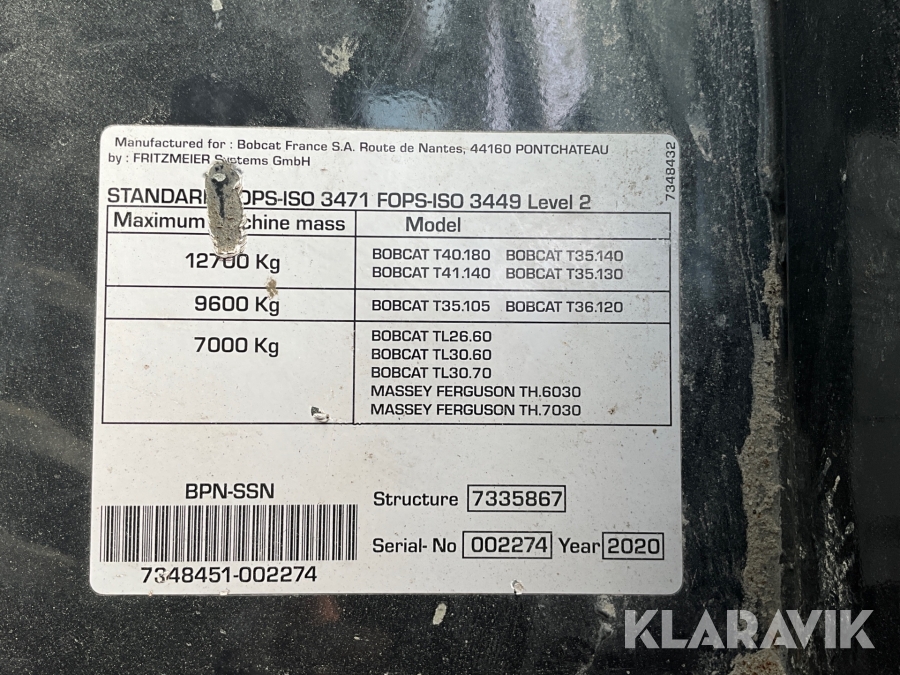 Manufactured for : Bobcat France S.A. Route de Nantes, 44160 PONTCHATEAU
by : FRITZMEIER Systems GmbH
7348432
OPS-ISO 3471 FOPS-ISO 3449 Level 2
Maximum mass Model
12700 Kg
BOBCAT T40.180 BOBCAT T35.140
BOBCAT T41.140 BOBCAT T35.130
9600 Kg BOBCAT T35.105 BOBCAT T36.120
7000 Kg
BOBCAT TL26.60
BOBCAT TL30.60
BOBCAT TL30.70
MASSEY FERGUSON TH.6030
MASSEY FERGUSON TH.7030
BPN-SSN
Structure 7335867
Serial- No 002274 Year 2020
7348451-002274
KLARAVIK